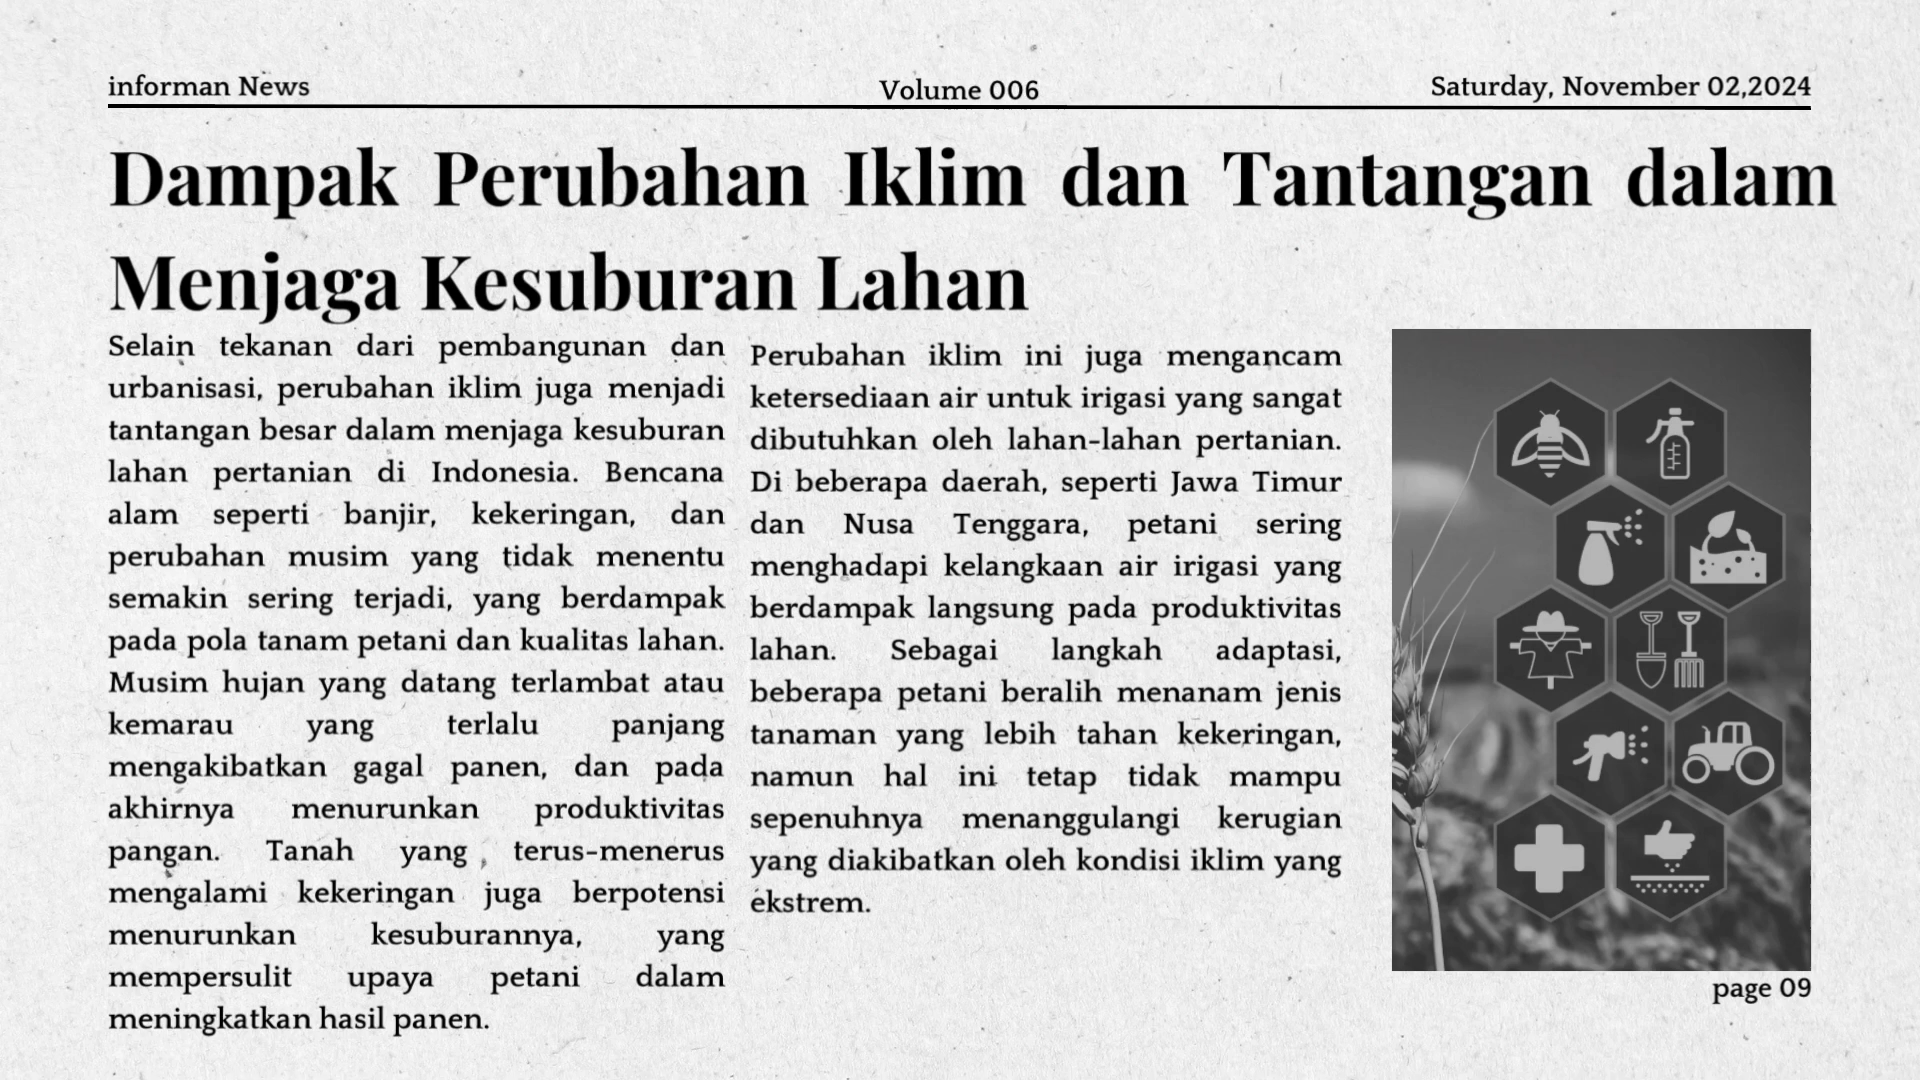 informan News
Volume 006
Saturday, November 02,2024
Dampak Perubahan Iklim dan Tantangan dalam
Menjaga Kesuburan Lahan
Selain tekanan dari pembangunan dan
urbanisasi, perubahan iklim juga menjadi
tantangan besar dalam menjaga kesuburan
lahan pertanian di Indonesia. Bencana
alam seperti banjir, kekeringan, dan
perubahan musim yang tidak menentu
semakin sering terjadi, yang berdampak
pada pola tanam petani dan kualitas lahan.
Musim hujan yang datang terlambat atau
kemarau yang terlalu panjang
mengakibatkan gagal panen, dan pada
akhirnya menurunkan produktivitas
pangan. Tanah yang terus-menerus
mengalami kekeringan juga berpotensi
menurunkan kesuburannya, yang
mempersulit upaya petani dalam
meningkatkan hasil panen.
Perubahan iklim ini juga mengancam
ketersediaan air untuk irigasi yang sangat
dibutuhkan oleh lahan-lahan pertanian.
Di beberapa daerah, seperti Jawa Timur
dan Nusa Tenggara, petani sering
menghadapi kelangkaan air irigasi yang
berdampak langsung pada produktivitas
lahan. Sebagai langkah adaptasi,
beberapa petani beralih menanam jenis
tanaman yang lebih tahan kekeringan,
namun hal ini tetap tidak mampu
sepenuhnya menanggulangi kerugian
yang diakibatkan oleh kondisi iklim yang
ekstrem.
page 09